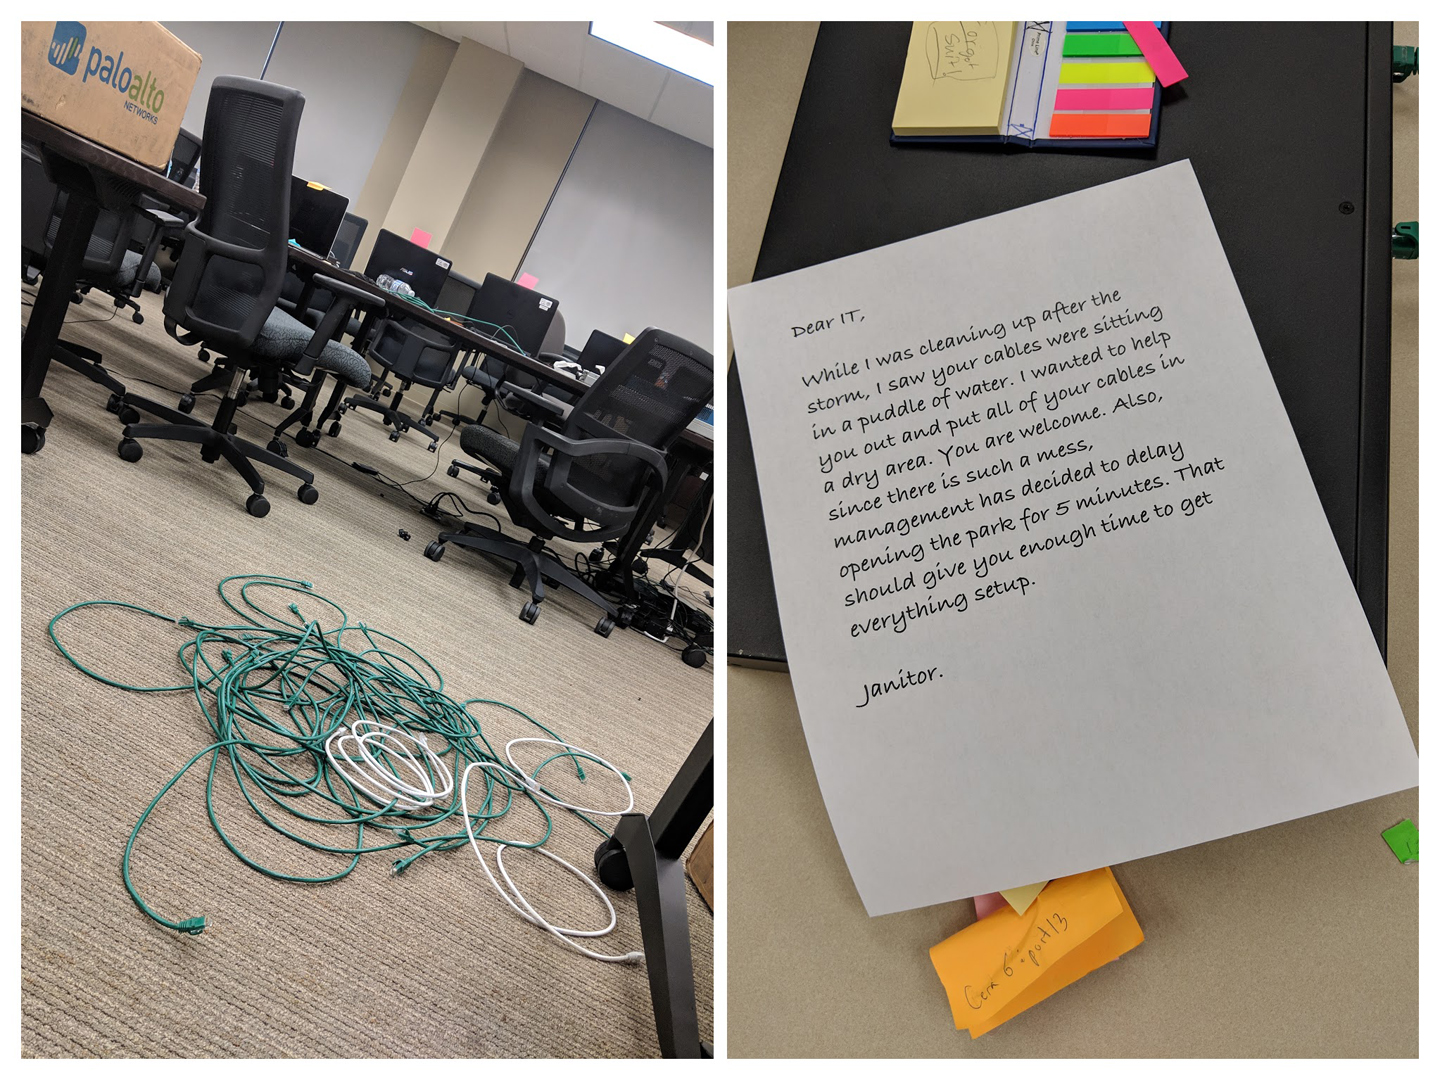 paloalto
NETWORKS
Forgot
Dear IT,
While I was cleaning up after the
storm, I saw your cables were sitting
in a puddle of water. I wanted to help
you out and put all of your cables in
a dry area. You are welcome. Also,
since there is such a mess,
management has decided to delay
opening the park for 5 minutes. That
should give you enough time to get
everything setup.
Janitor.
port 13